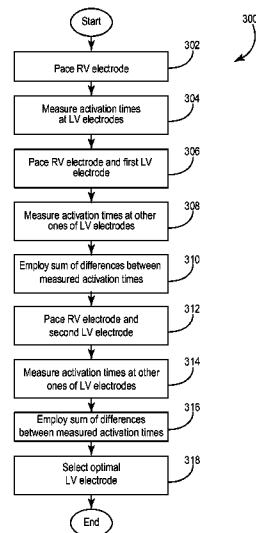 Start
300
302
Pace RV electrode
304
Measure activation times
at LV electrodes
306
Pace RV electrode and first LV
electrode
308
Measure activation times at other
ones of LV electrodes
310
Employ sum of differences between
measured activation times
312
Pace RV electrode and
second LV electrode
314
Measure activation times at other
ones of LV electrodes
316
Employ sum of differences
between measured activation times
318
Select optimal
LV electrode
End